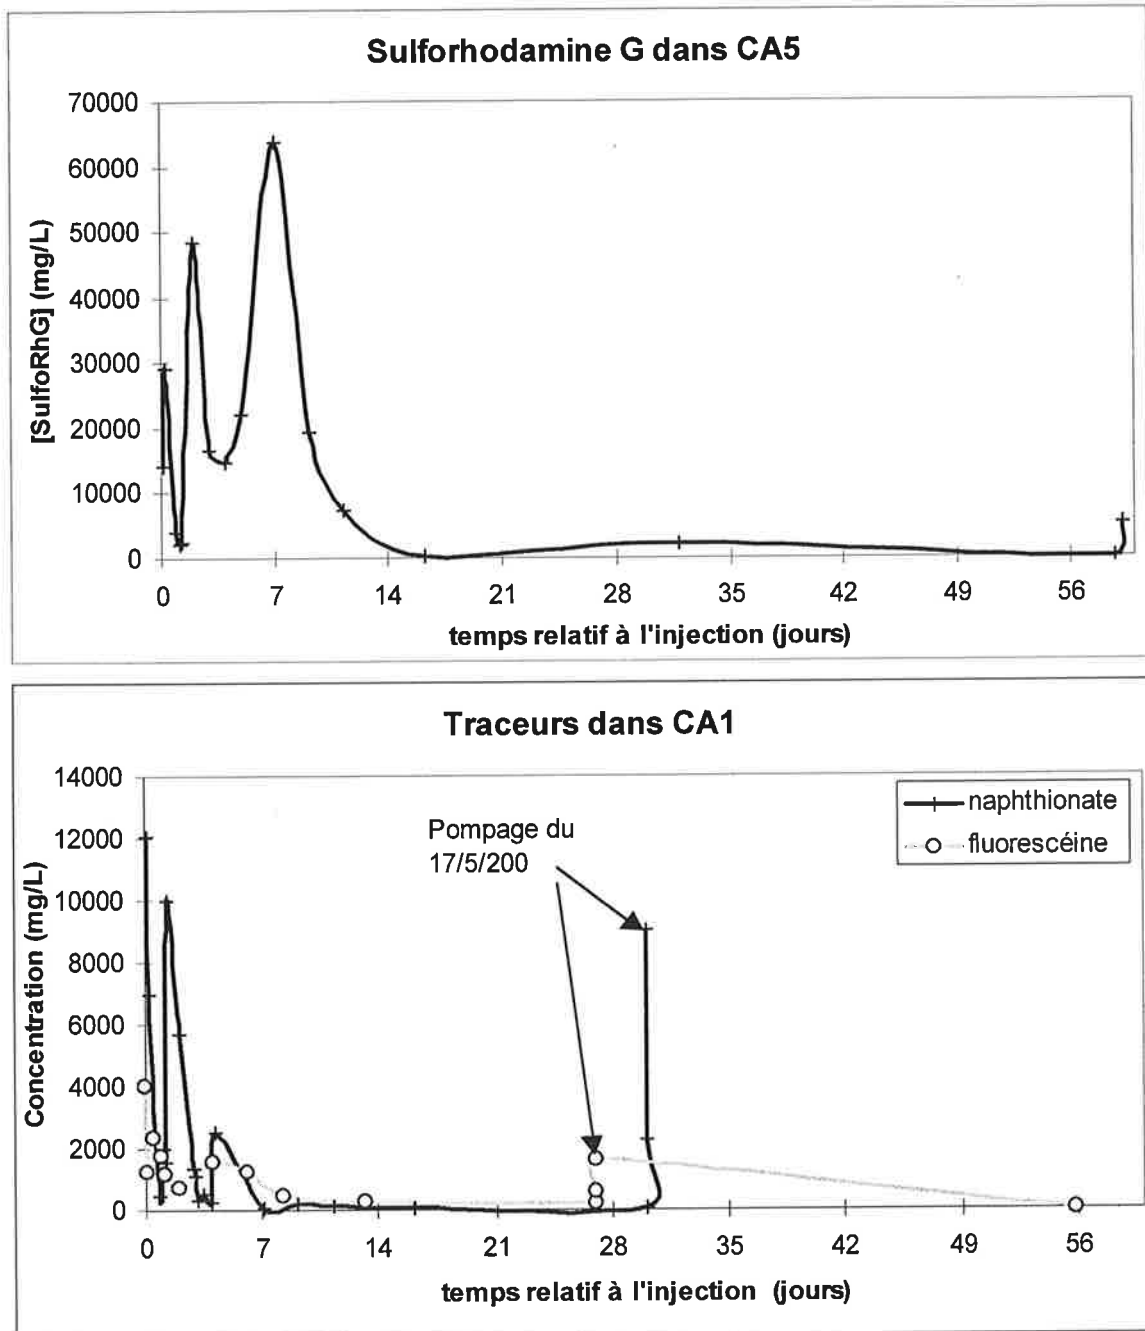 Sulforhodamine G dans CA5
70000
60000
50000
40000
30000
20000
10000
0
[SulfoRhG] (mg/L)
0 7 14 21 28 35 42 49 56
temps relatif à l'injection (jours)
Traceurs dans CA1
14000
12000
10000
8000
6000
4000
2000
0
Concentration (mg/L)
naphthionate
fluorescéine
Pompage du
17/5/200
0 7 14 21 28 35 42 49 56
temps relatif à l'injection (jours)